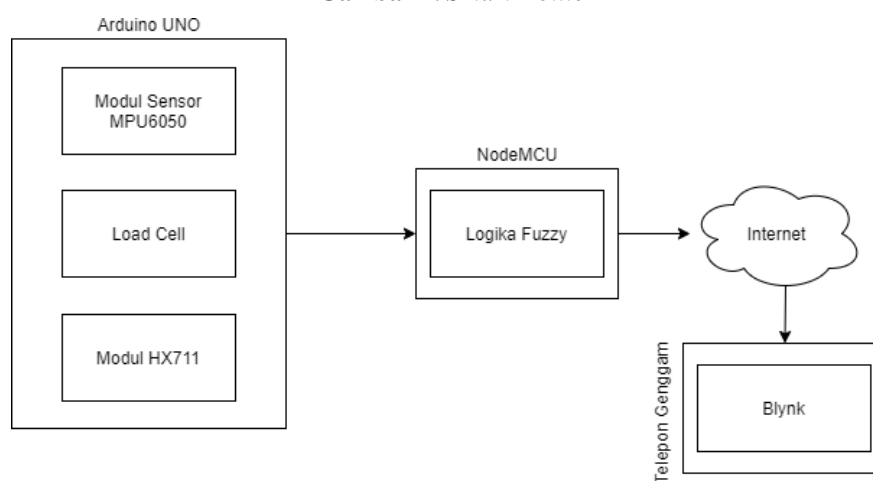 Arduino UNO
Modul Sensor
MPU6050
Load Cell
Modul HX711
NodeMCU
Logika Fuzzy
Internet
Telepon Genggam
Blynk